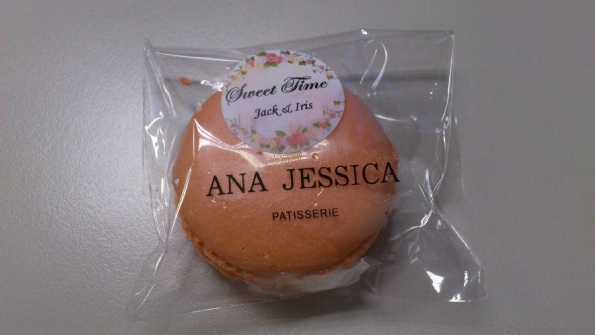 Sweet Time
Jack & Iris
ANA JESSICA
PATISSERIE